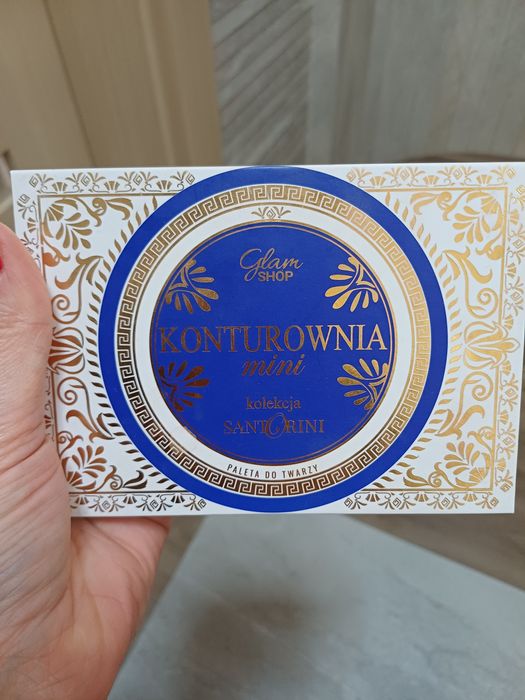 Glam
SHOP
KONTUROWNIA
mini
kolekcja
SANTORINI
PALETA DO TWARZY